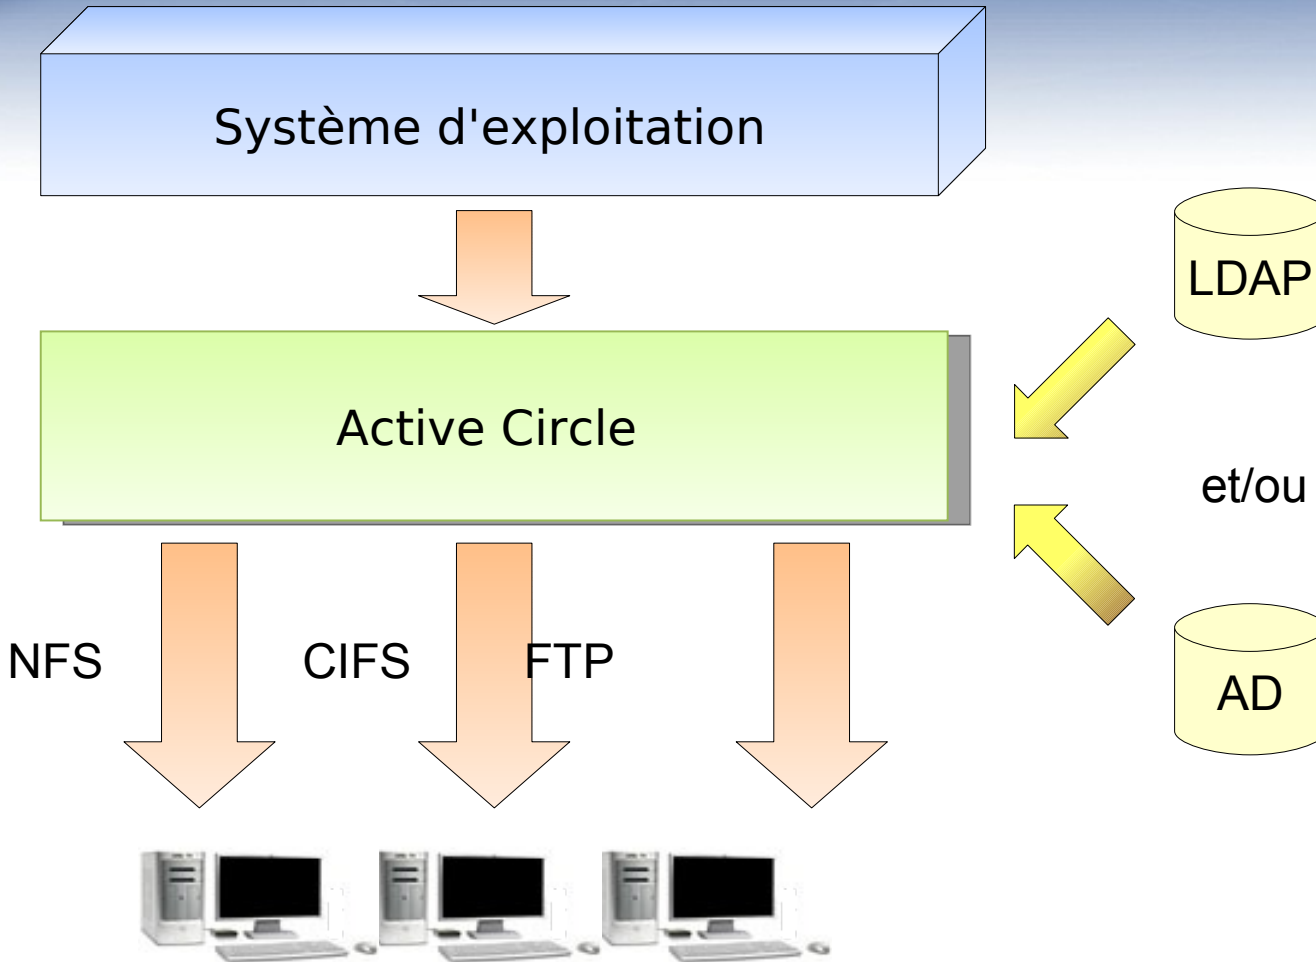 Système d'exploitation
LDAP
Active Circle
et/ou
NFS
CIFS
FTP
AD